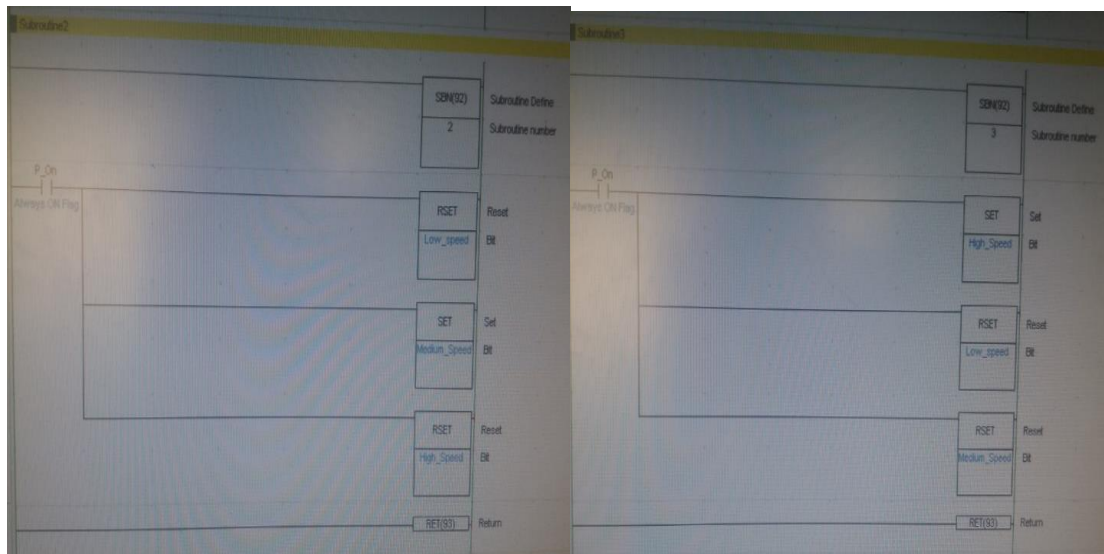 Subroutine2
SBN(92)
Subroutine Define
2
Subroutine number
P_On
Always ON Flag
RSET
Reset
Low_speed
Bit
SET
Set
Medium_Speed
Bit
RSET
Reset
High_Speed
Bit
RET(93)
Return
Subroutine3
SBN(92)
Subroutine Define
3
Subroutine number
P_On
Always ON Flag
SET
Set
High_Speed
Bit
RSET
Reset
Low_speed
Bit
RSET
Reset
Medium_Speed
Bit
RET(93)
Return